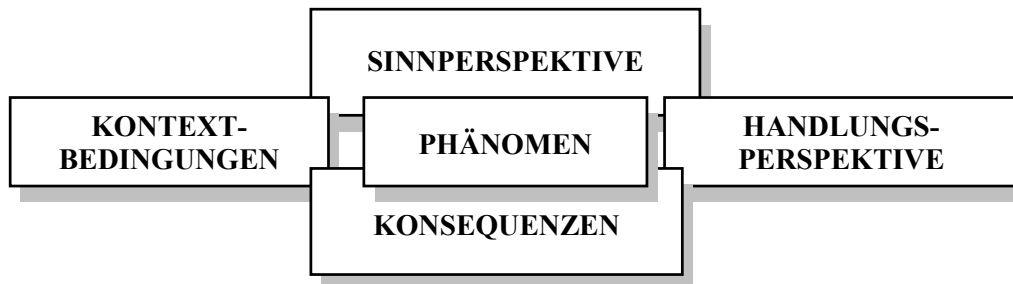 SINNPERSPEKTIVE
KONTEXT-
BEDINGUNGEN
PHÄNOMEN
HANDLUNGS-
PERSPEKTIVE
KONSEQUENZEN